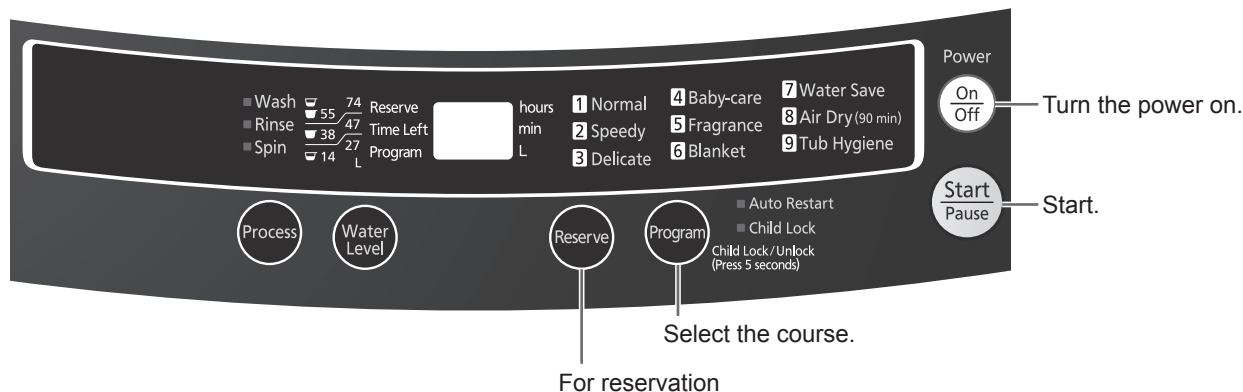 Power
On
Off
Turn the power on.
Wash
Rinse
Spin
74
55
47
38
27
14
L
Reserve
Time Left
Program
hours
min
L
1 Normal
2 Speedy
3 Delicate
4 Baby-care
5 Fragrance
6 Blanket
7 Water Save
8 Air Dry (90 min)
9 Tub Hygiene
Start
Pause
Start.
Process
Water
Level
Reserve
Program
Auto Restart
Child Lock
Child Lock/Unlock
(Press 5 seconds)
Select the course.
For reservation